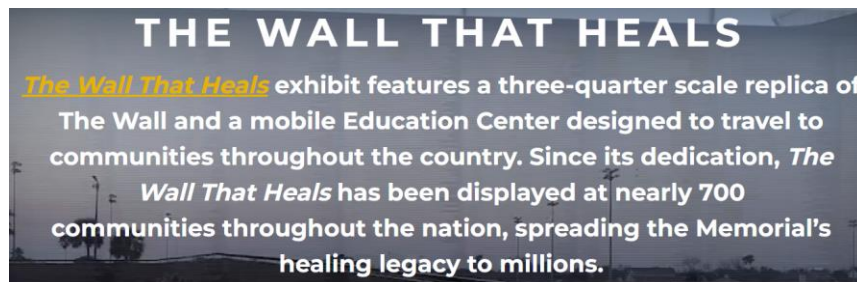 THE WALL THAT HEALS
The Wall That Heals exhibit features a three-quarter scale replica of
The Wall and a mobile Education Center designed to travel to
communities throughout the country. Since its dedication, The
Wall That Heals has been displayed at nearly 700
communities throughout the nation, spreading the Memorial’s
healing legacy to millions.